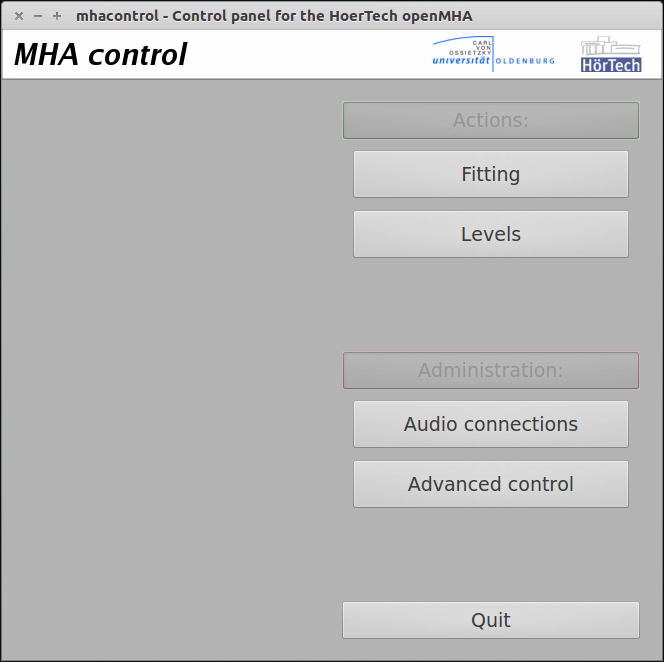 mhacontrol - Control panel for the HoerTech openMHA
MHA control
CARL
VON
OSSIETZKY
universität OLDENBURG
HörTech
Actions:
Fitting
Levels
Administration:
Audio connections
Advanced control
Quit